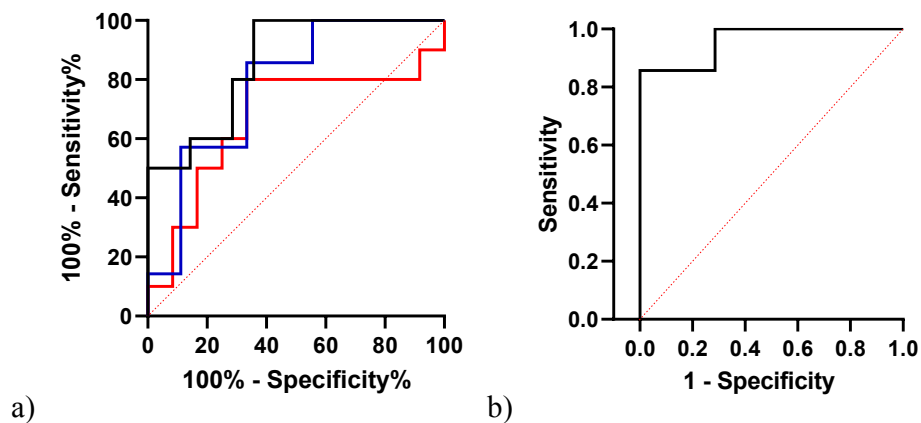 100% - Sensitivity%
100
80
60
40
20
0
0 20 40 60 80 100
100% - Specificity%
a)
Sensitivity
1.0
0.8
0.6
0.4
0.2
0.0
0.0 0.2 0.4 0.6 0.8 1.0
1 - Specificity
b)